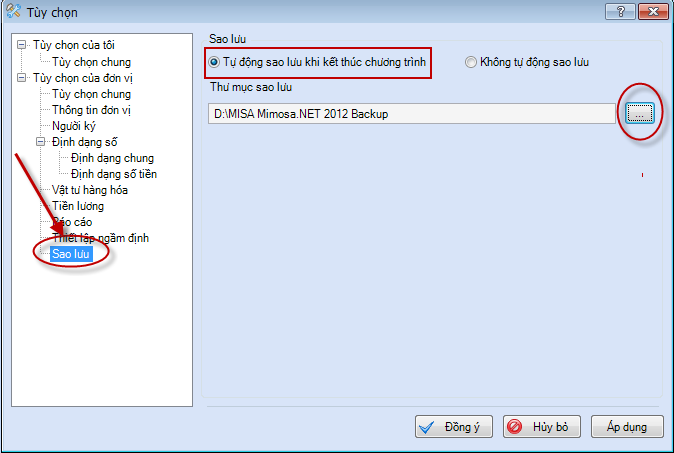 Tùy chọn
Tùy chọn của tôi
Tùy chọn chung
Tùy chọn của đơn vị
Tùy chọn chung
Thông tin đơn vị
Người ký
Định dạng số
Định dạng chung
Định dạng số tiền
Vật tư hàng hóa
Tiền lương
Báo cáo
Thiết lập ngầm định
Sao lưu
Sao lưu
Tự động sao lưu khi kết thúc chương trình
Không tự động sao lưu
Thư mục sao lưu
D:\MISA Mimosa.NET 2012 Backup
...
Đồng ý
Hủy bỏ
Áp dụng